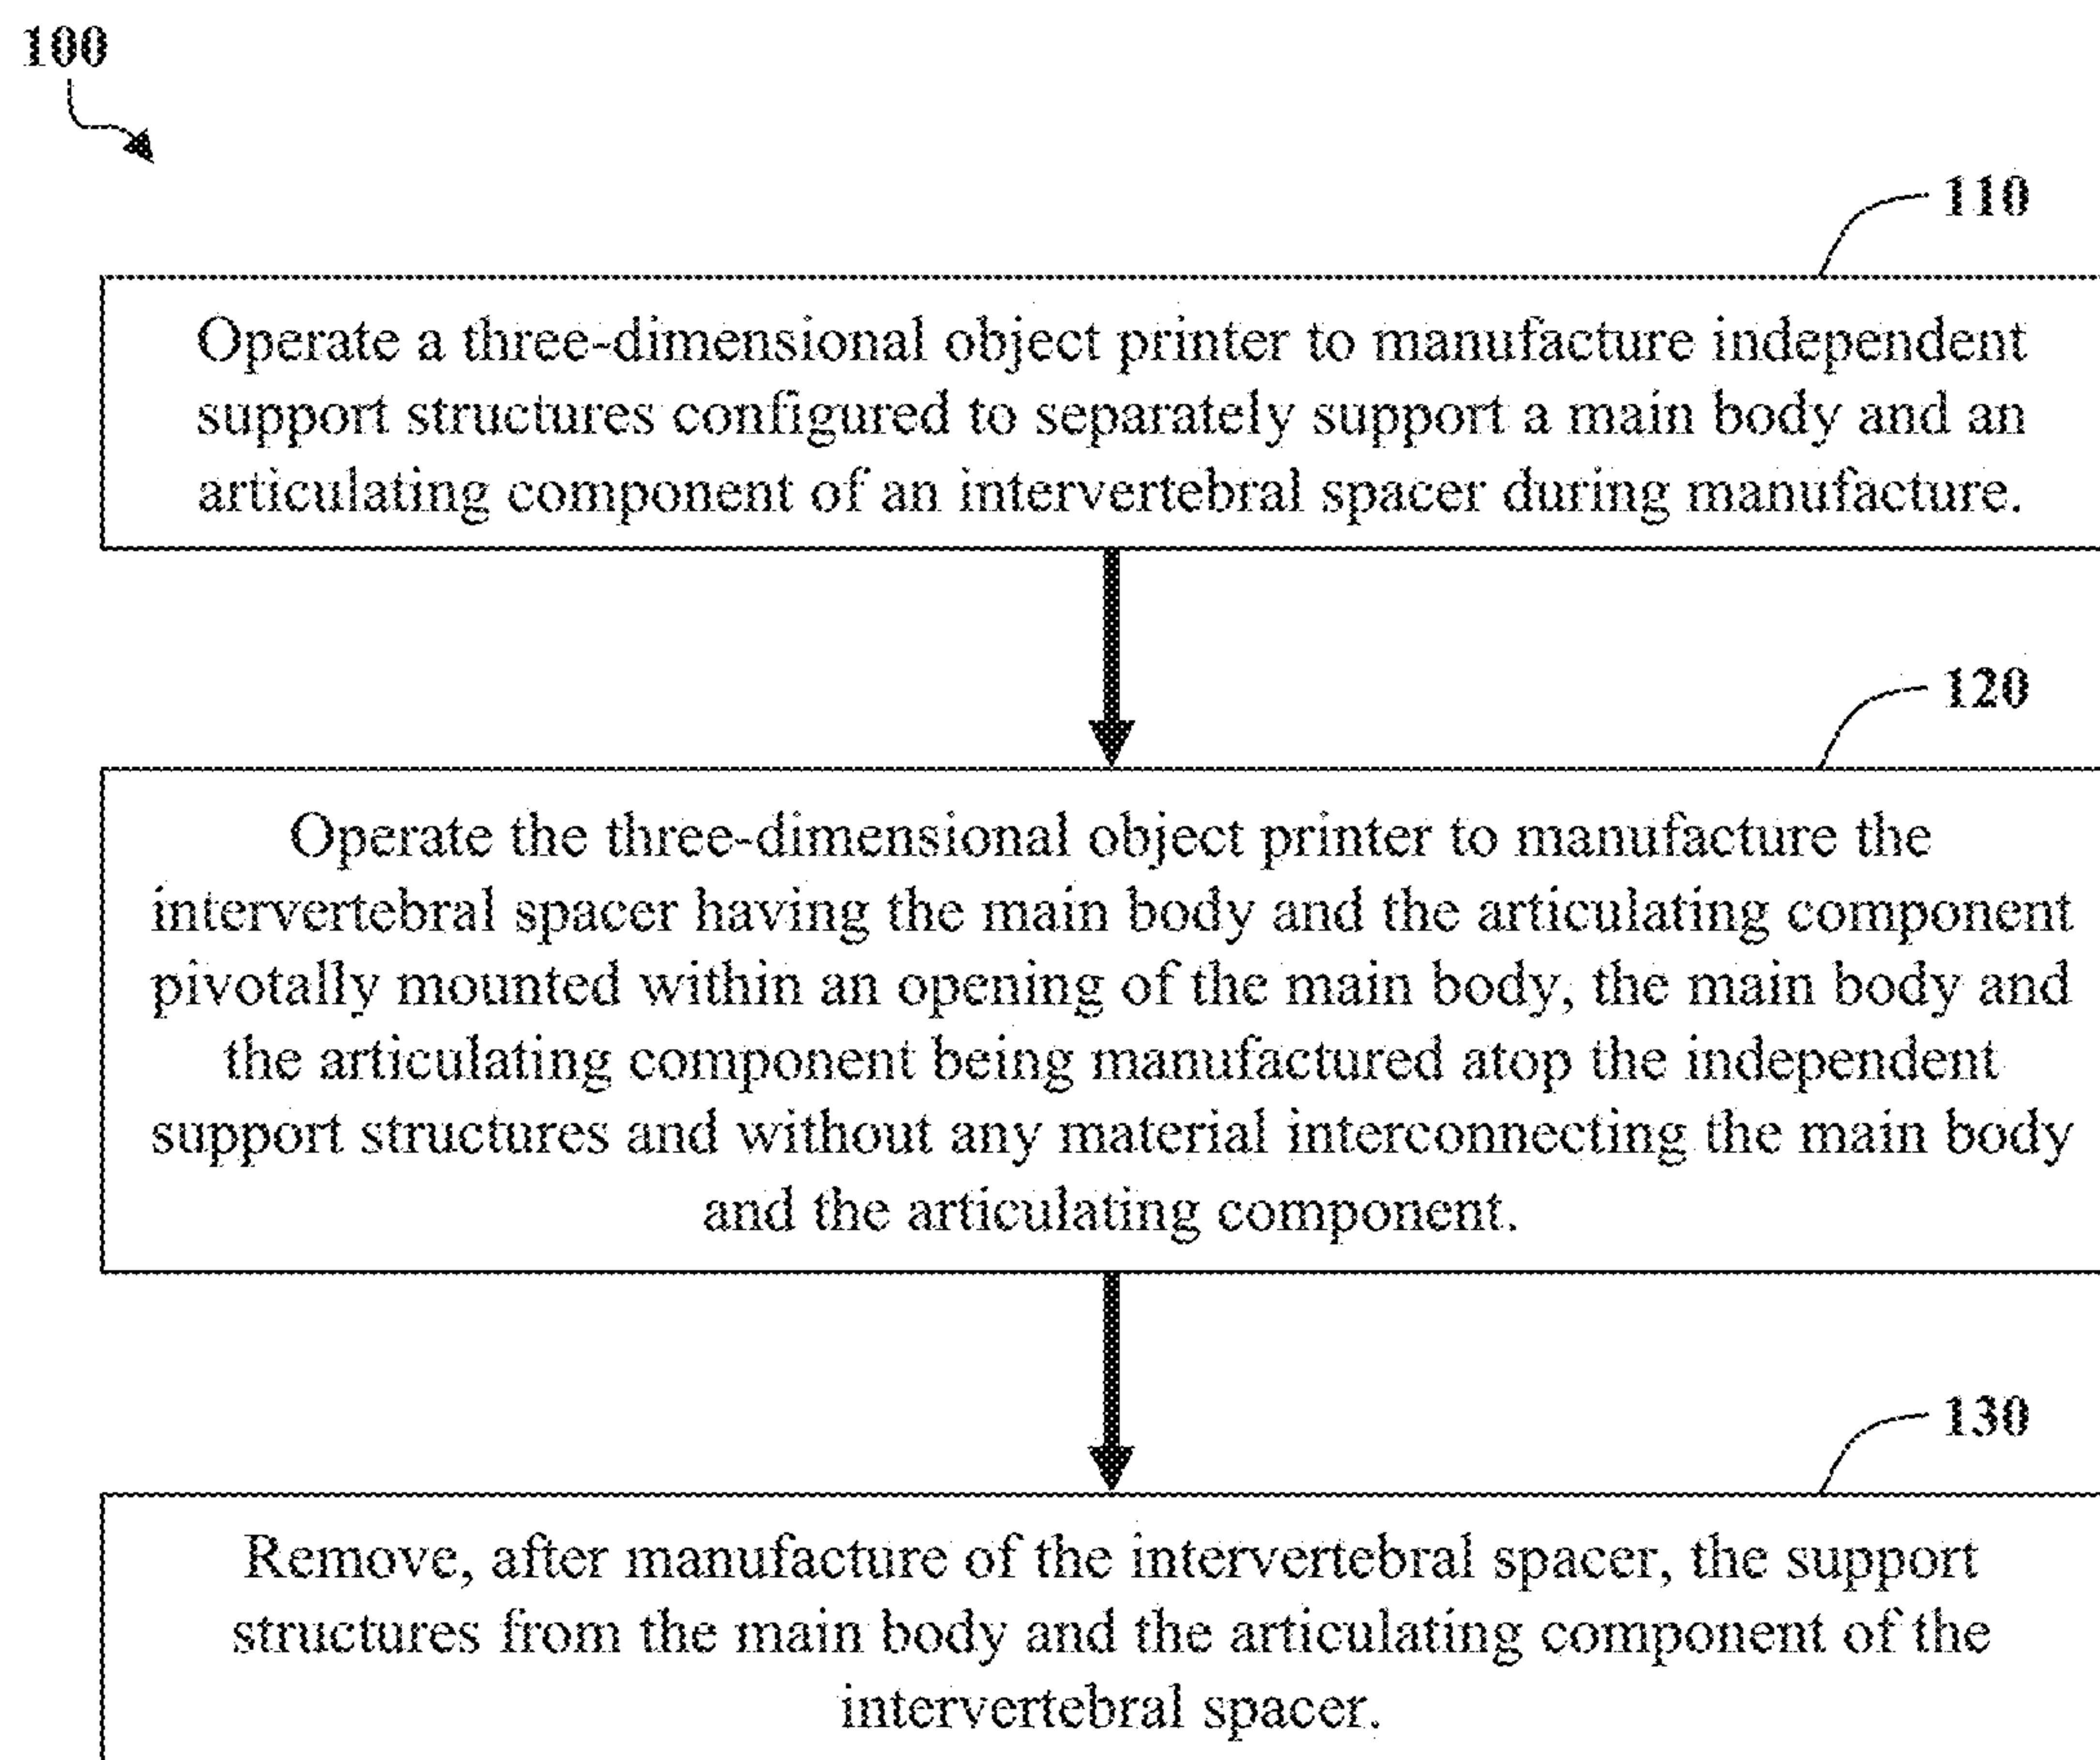 100
110
Operate a three-dimensional object printer to manufacture independent
support structures configured to separately support a main body and an
articulating component of an intervertebral spacer during manufacture.
120
Operate the three-dimensional object printer to manufacture the
intervertebral spacer having the main body and the articulating component
pivotally mounted within an opening of the main body, the main body and
the articulating component being manufactured atop the independent
support structures and without any material interconnecting the main body
and the articulating component.
130
Remove, after manufacture of the intervertebral spacer, the support
structures from the main body and the articulating component of the
intervertebral spacer.